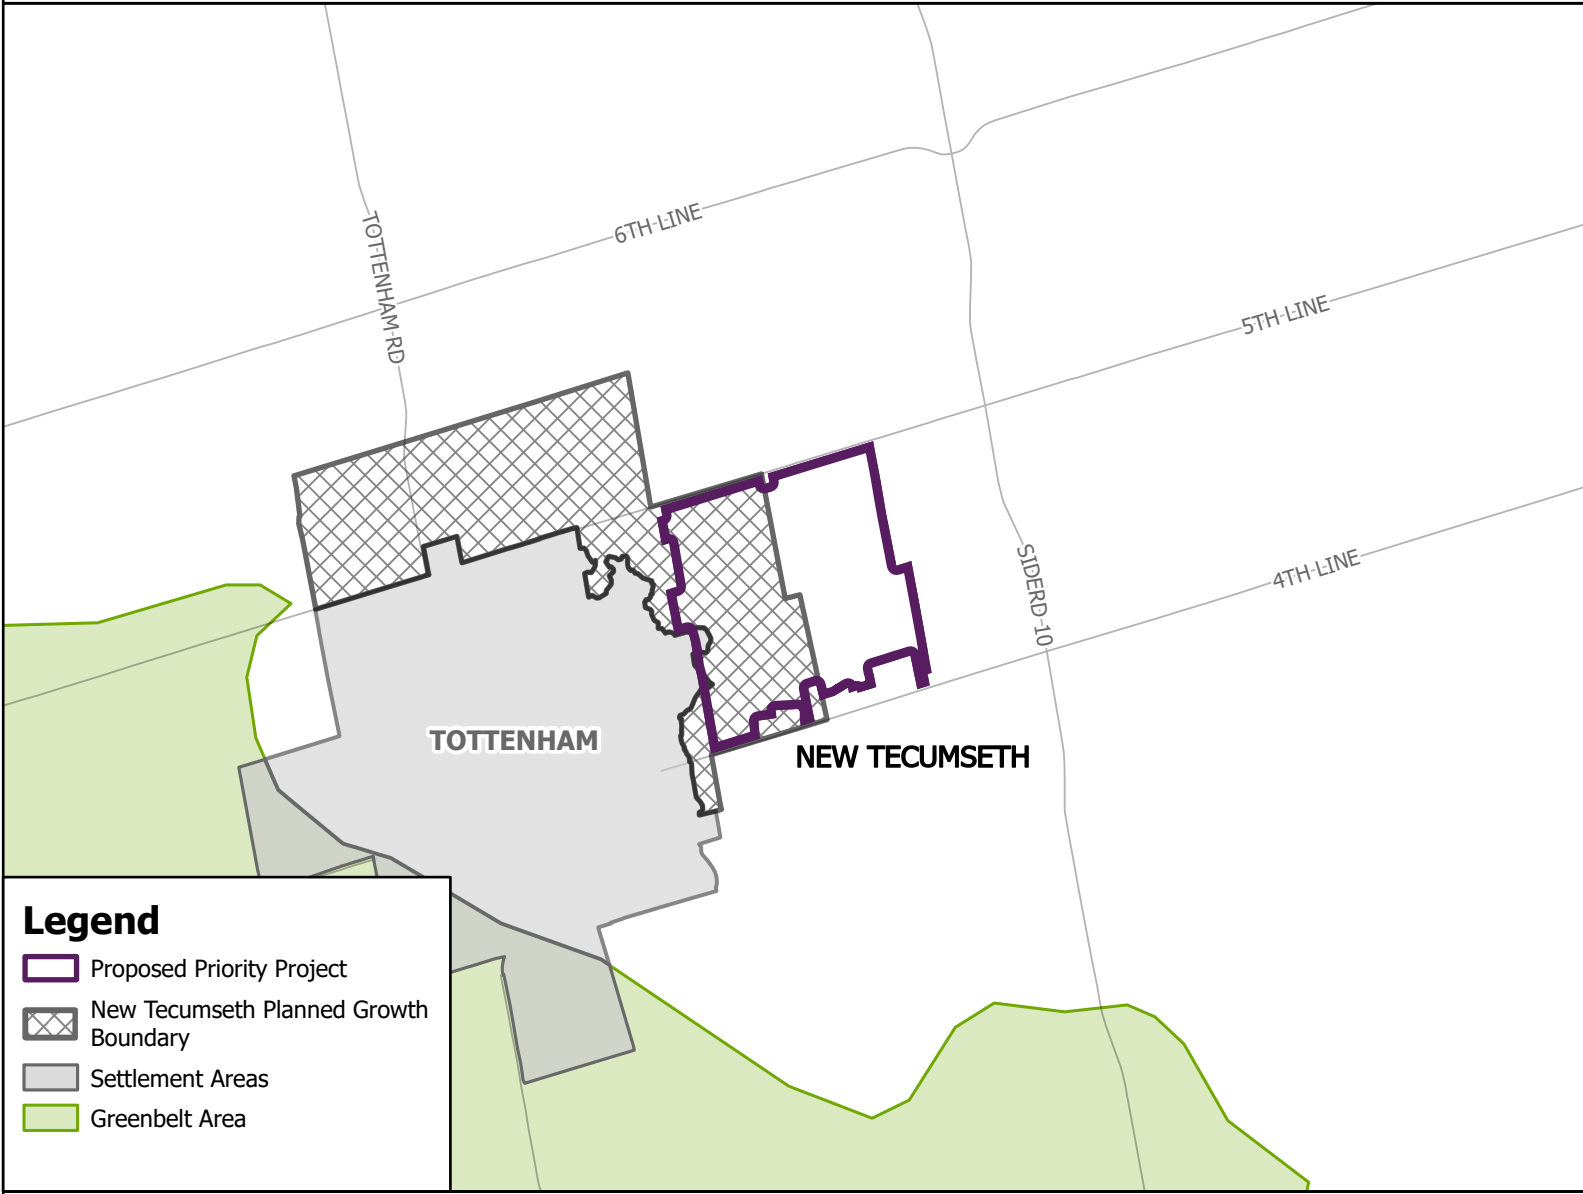 6TH LINE
TOTTENHAM RD
5TH LINE
SIDERD 10
4TH LINE
TOTTENHAM
NEW TECUMSETH
Legend
Proposed Priority Project
New Tecumseth Planned Growth
Boundary
Settlement Areas
Greenbelt Area